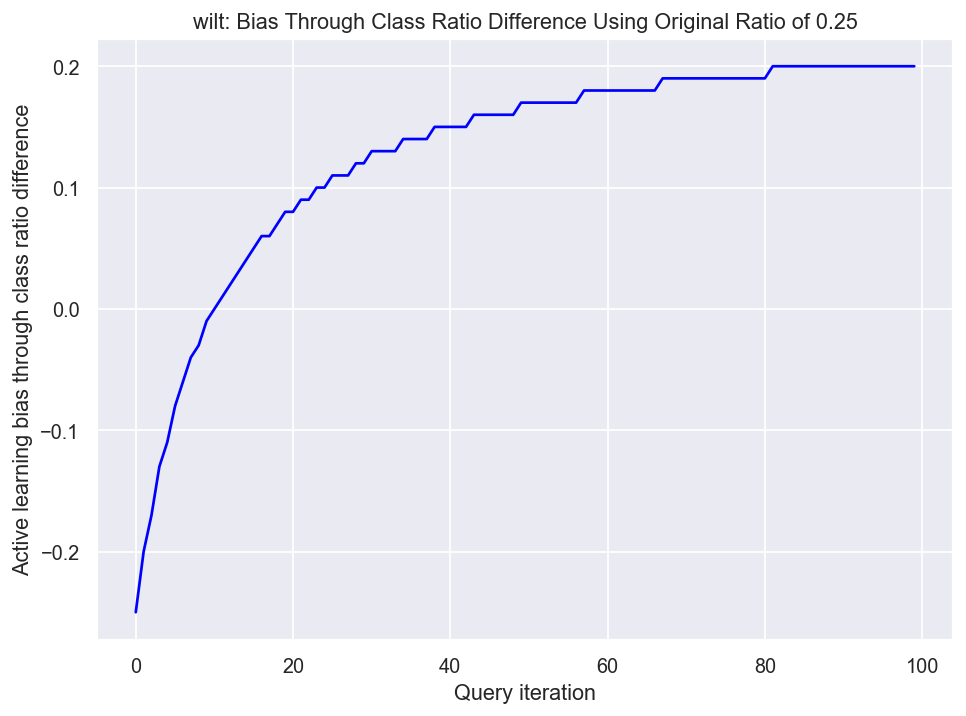 wilt: Bias Through Class Ratio Difference Using Original Ratio of 0.25
Active learning bias through class ratio difference
0.2
0.1
0.0
−0.1
−0.2
0 20 40 60 80 100
Query iteration